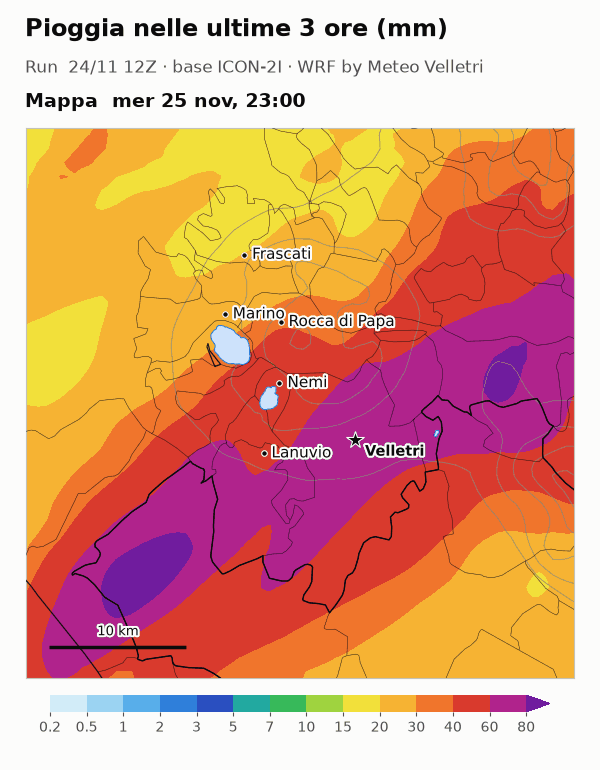 Pioggia nelle ultime 3 ore (mm)
Run  24/11 12Z · base ICON-2I · WRF by Meteo Velletri
Mappa  mer 25 nov, 23:00
Frascati
Marino
Rocca di Papa
Nemi
Velletri
Lanuvio
10 km
0.2 0.5 1 2 3 5 7 10 15 20 30 40 60 80